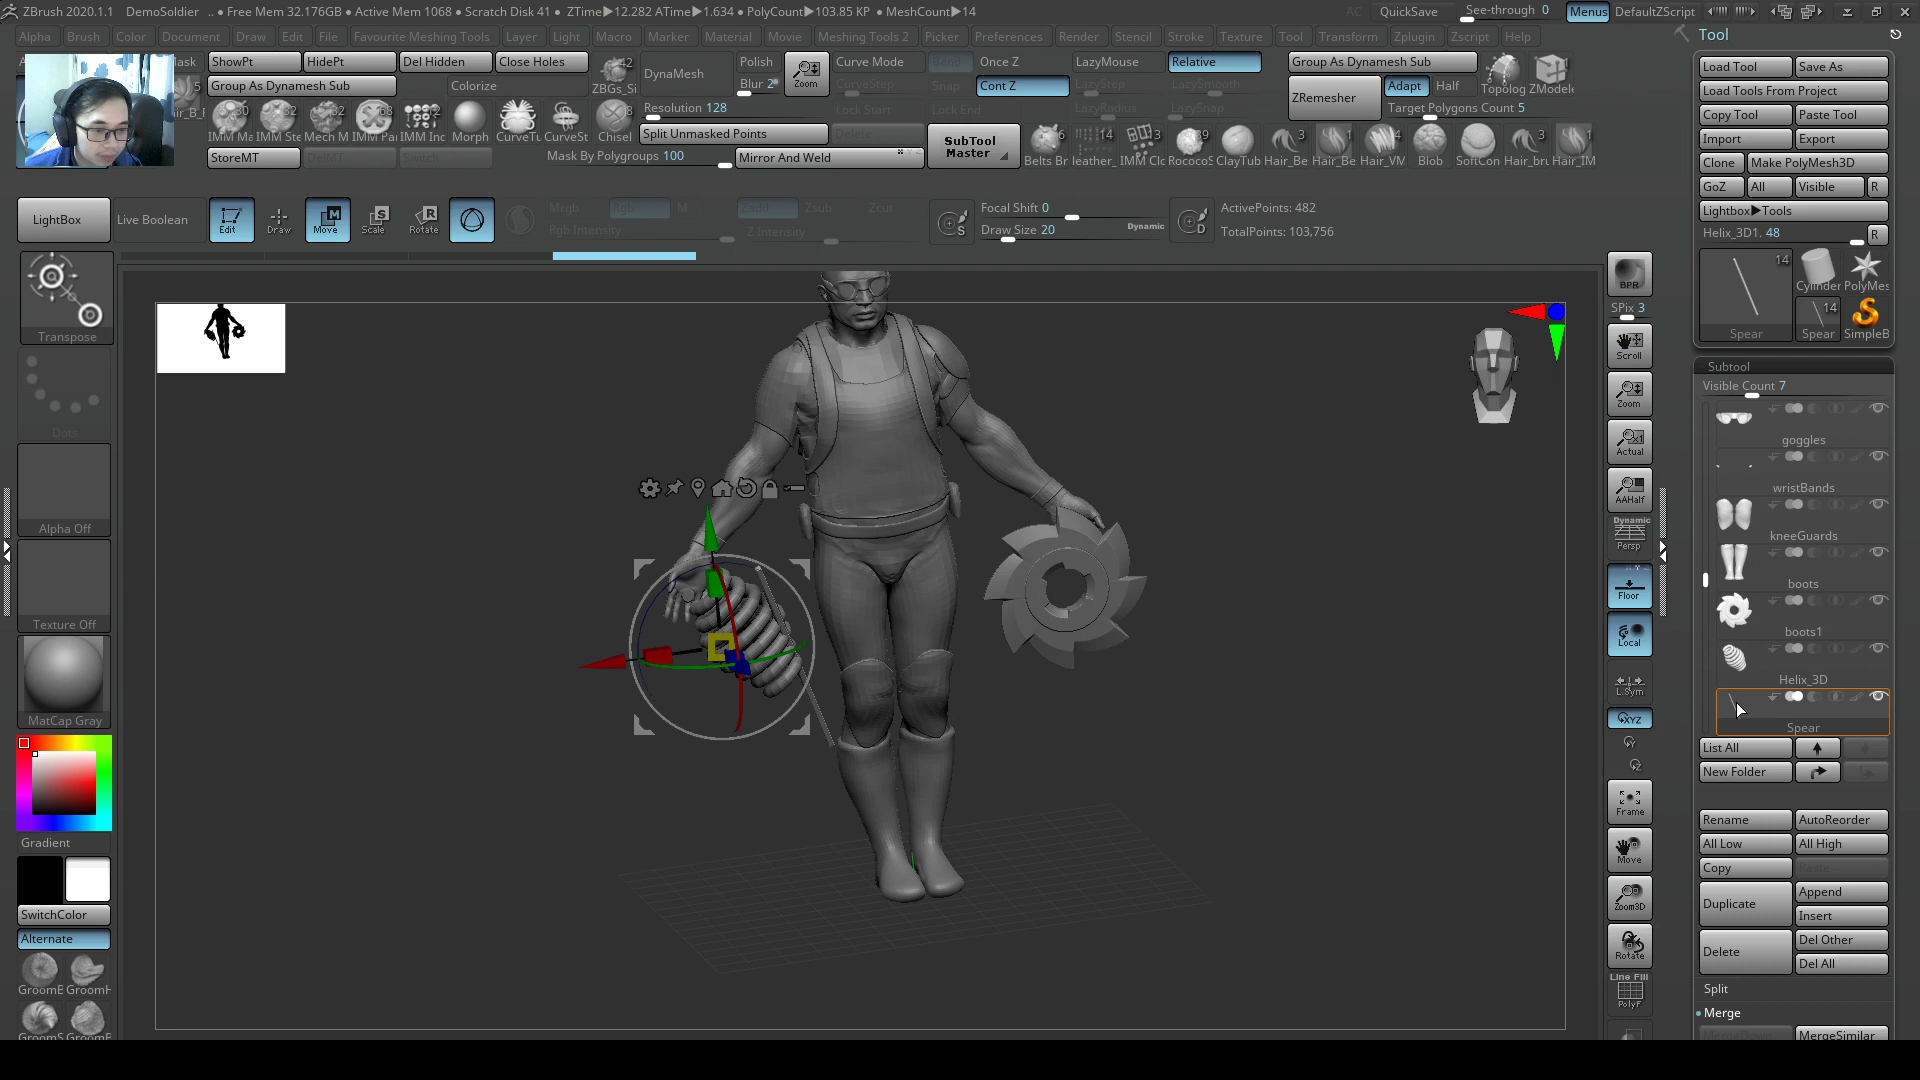 ZBrush 2020.1.1 DemoSoldier .. • Free Mem 32.176GB • Active Mem 1068 • Scratch Disk 41 • ZTime▶12.282 ATime▶1.634 • PolyCount▶103.85 KP • MeshCount▶14 AC QuickSave See-through 0 Menus DefaultZScript
Alpha Brush Color Document Draw Edit File Favourite Meshing Tools Layer Light Macro Marker Material Movie Meshing Tools 2 Picker Preferences Render Stencil Stroke Texture Tool Transform Zplugin Zscript Help
Tool
ShowPt HidePt Del Hidden Close Holes
Group As Dynamesh Sub Colorize
IMM Ma IMM Ste Mech M IMM Pa IMM Inc Morph CurveTu CurveSt Chisel
StoreMT DelMT Switch
42 ZBGs_Si
DynaMesh Polish Blur 2
Resolution 128
Split Unmasked Points
Mask By Polygroups 100
Mirror And Weld
Zoom
Curve Mode Bend Once Z LazyMouse Relative
CurveStep Snap Cont Z LazyStep LazySmooth
Lock Start Lock End LazyRadius LazySnap
Delete
SubTool Master
Group As Dynamesh Sub
ZRemesher Adapt Half
Target Polygons Count 5
Topolog ZModele
Belts Br leather_ IMM Clo RococoS ClayTub Hair_Be Hair_Be Hair_VM Blob SoftCon Hair_bru Hair_IM
LightBox Live Boolean Edit Draw Move Scale Rotate
Mrgb Rgb M Zadd Zsub Zcut
Rgb Intensity Z Intensity
Focal Shift 0
Draw Size 20 Dynamic
ActivePoints: 482
TotalPoints: 103,756
Transpose
Dots
Alpha Off
Texture Off
MatCap Gray
Gradient
SwitchColor
Alternate
GroomE GroomH
GroomS GroomF
BPR
SPix 3
Scroll
Zoom
Actual
AAHalf
Dynamic
Persp
Floor
Local
L.Sym
XYZ
Frame
Move
Zoom3D
Rotate
Line Fill
PolyF
Load Tool Save As
Load Tools From Project
Copy Tool Paste Tool
Import Export
Clone Make PolyMesh3D
GoZ All Visible R
Lightbox▶Tools
Helix_3D1. 48 R
14
Spear
Cylinder PolyMes
14
Spear SimpleB
Subtool
Visible Count 7
goggles
wristBands
kneeGuards
boots
boots1
Helix_3D
Spear
List All
New Folder
Rename AutoReorder
All Low All High
Copy Paste
Duplicate Append
Insert
Delete Del Other
Del All
Split
Merge
MergeDown MergeSimilar